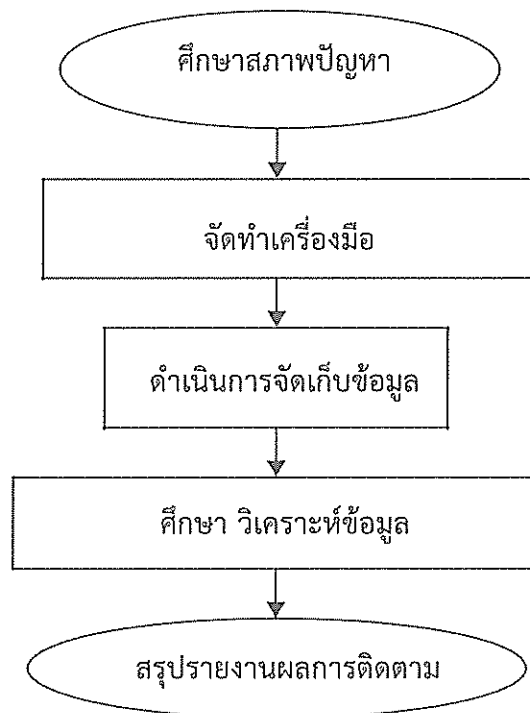 ศึกษาสภาพปัญหา
จัดทำเครื่องมือ
ดำเนินการจัดเก็บข้อมูล
ศึกษา วิเคราะห์ข้อมูล
สรุปรายงานผลการติดตาม